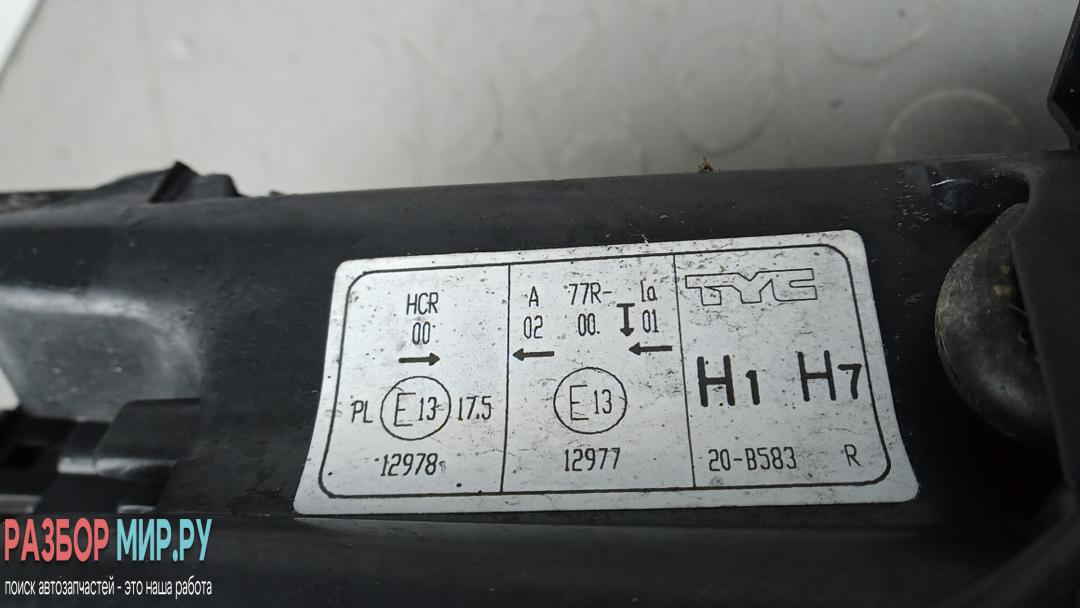 HCR
00
→
PL E13 17.5
12978
A 77R- Ia
02 00 01
← ←
E13
12977
TYC
H1 H7
20-B583 R
РАЗБОР МИР.РУ
поиск автозапчастей - это наша работа